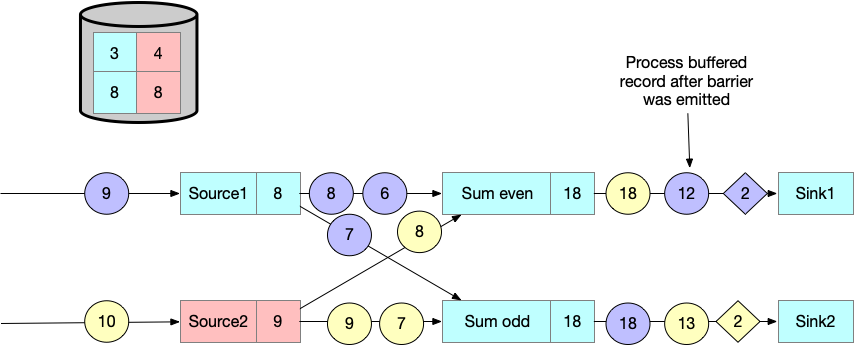 3 4
8 8
Process buffered
record after barrier
was emitted
9 Source1 8 8 6 Sum even 18 18 12 2 Sink1
7 8
10 Source2 9 9 7 Sum odd 18 18 13 2 Sink2